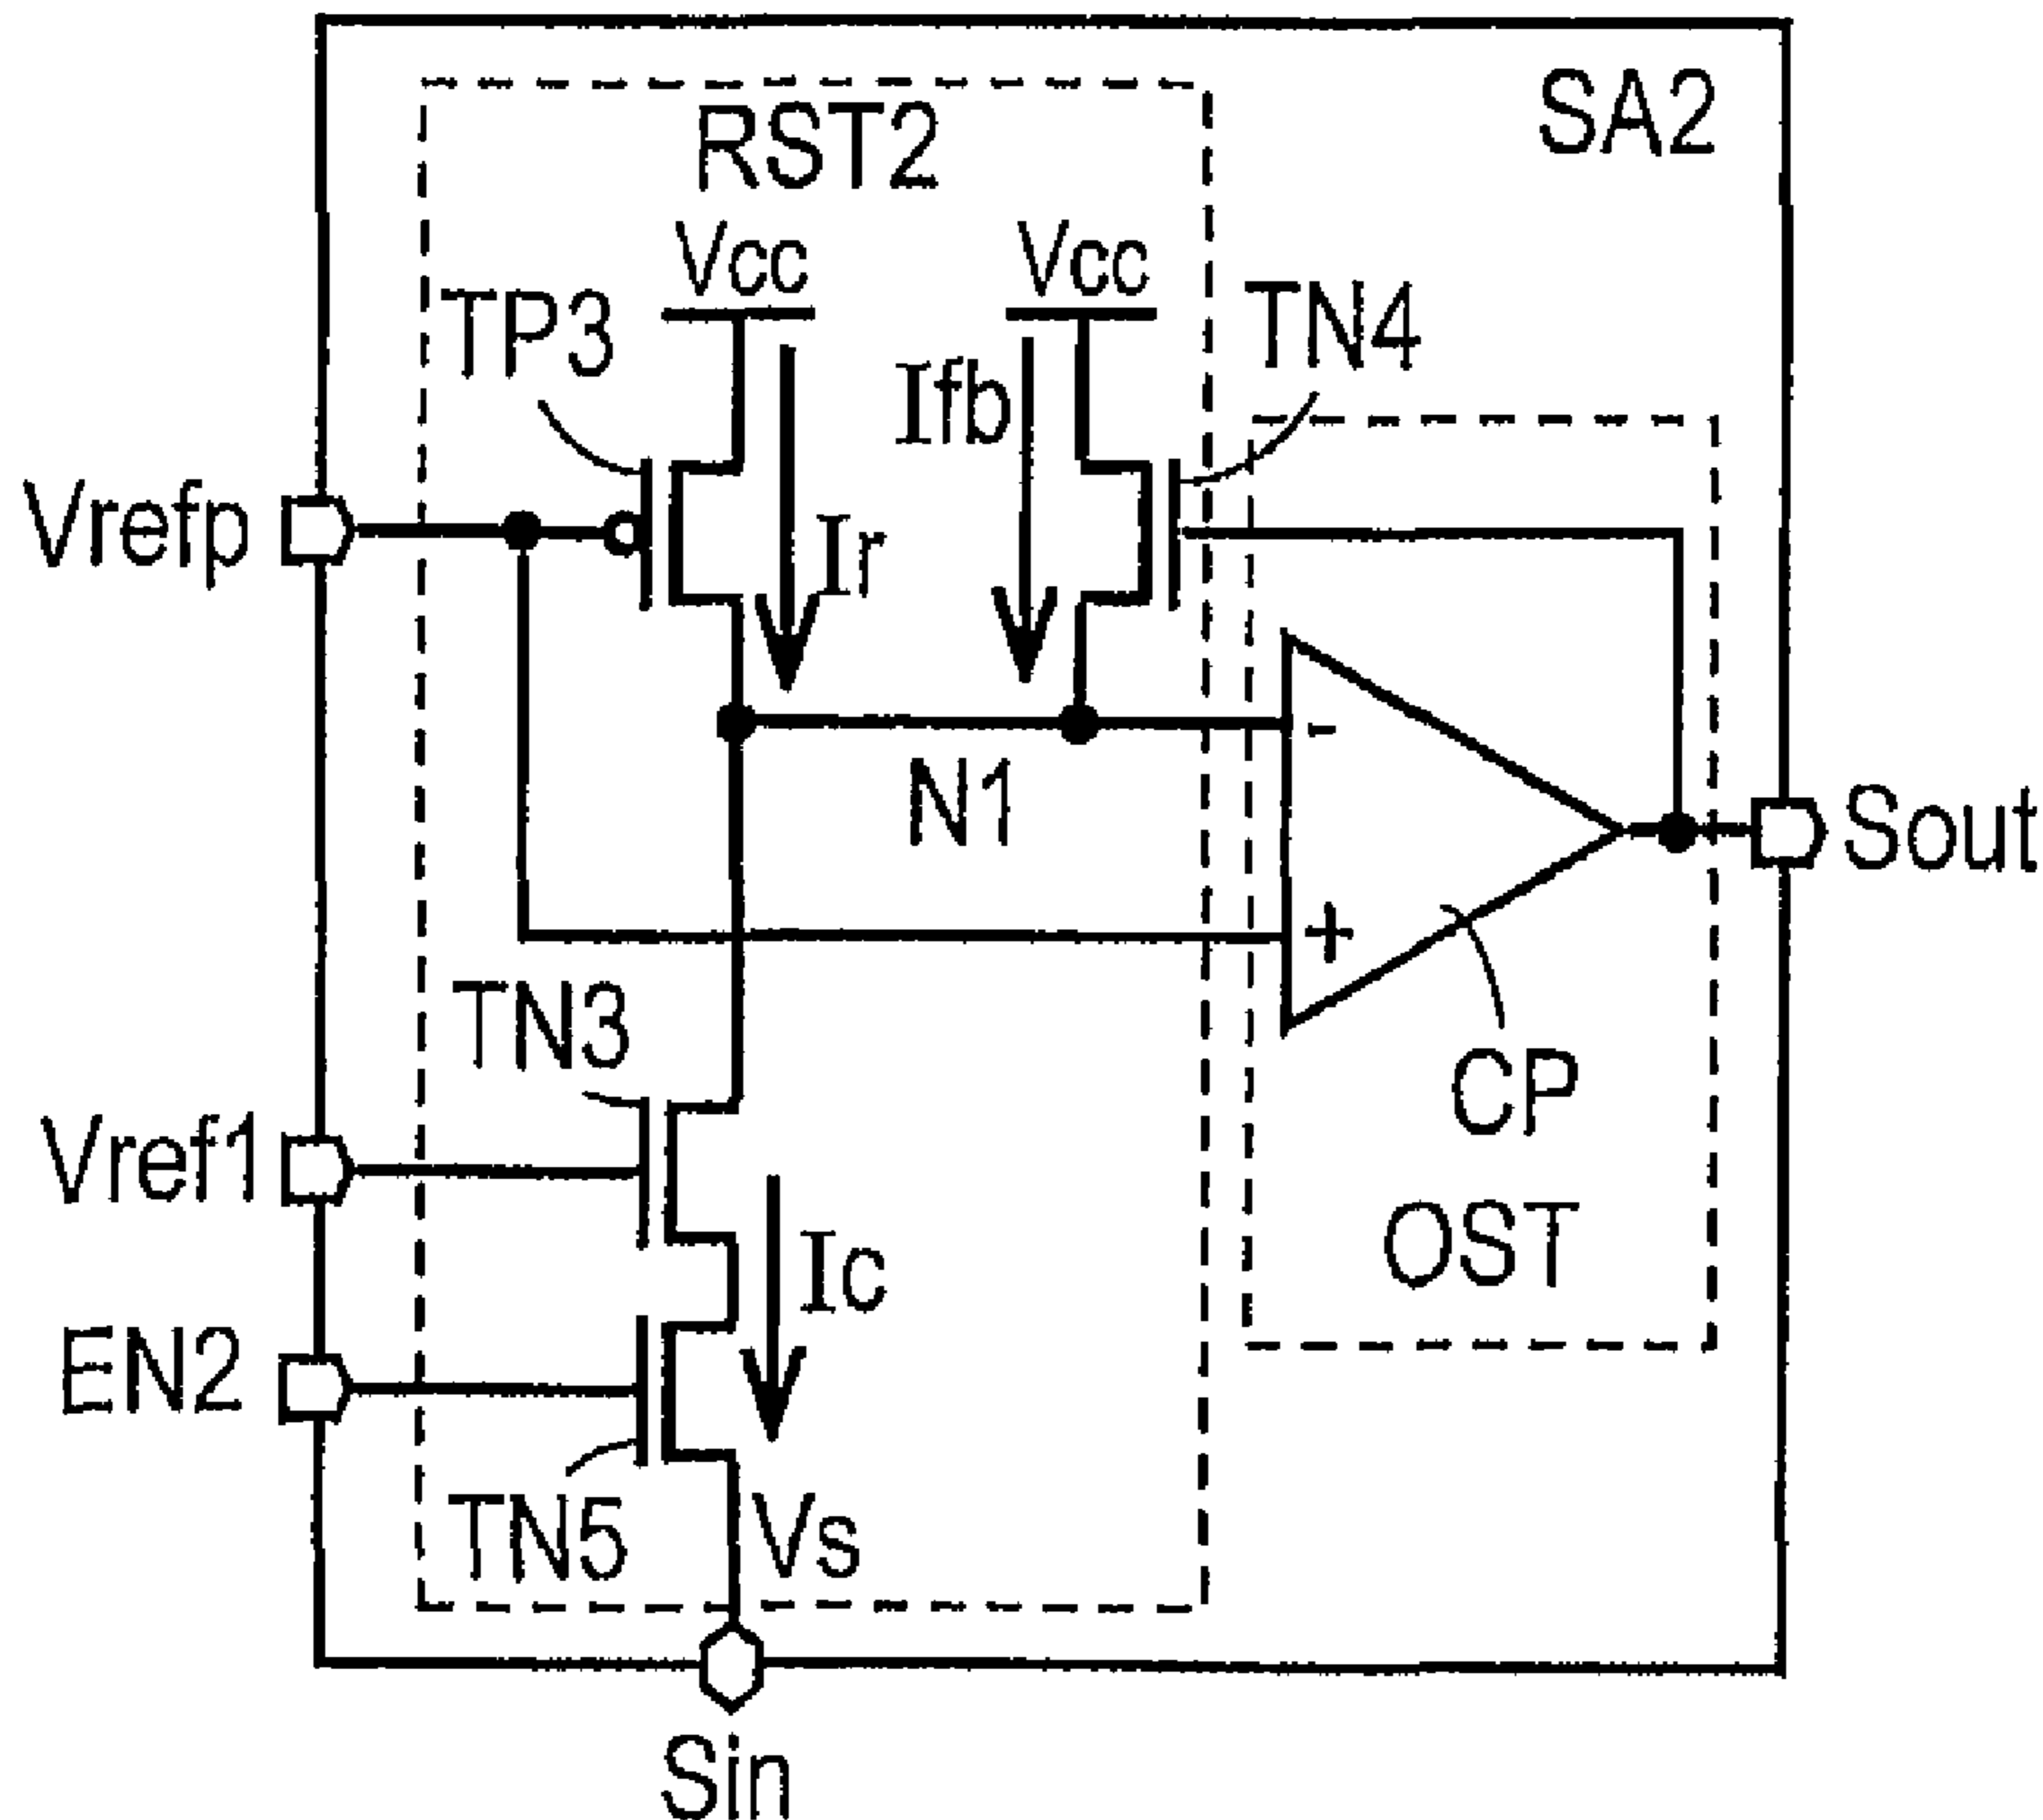 SA2
RST2
Vcc
Vcc
TP3
TN4
Ifb
Vrefp
Ir
-
N1
Sout
+
TN3
CP
Vref1
OST
Ic
EN2
TN5
Vs
Sin